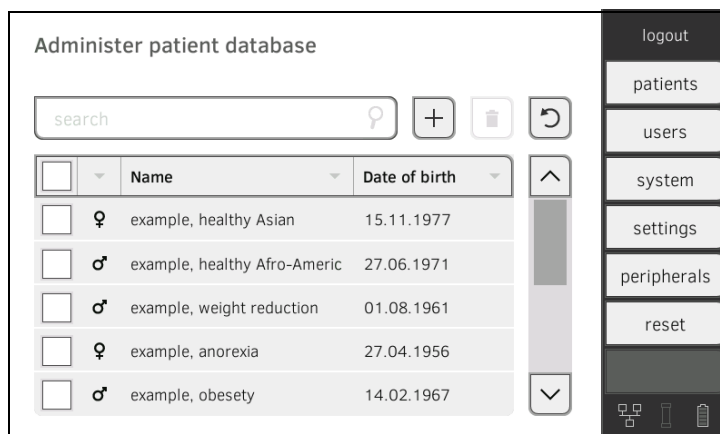 Administer patient database
search
Name Date of birth
example, healthy Asian 15.11.1977
example, healthy Afro-Americ 27.06.1971
example, weight reduction 01.08.1961
example, anorexia 27.04.1956
example, obesety 14.02.1967
logout
patients
users
system
settings
peripherals
reset